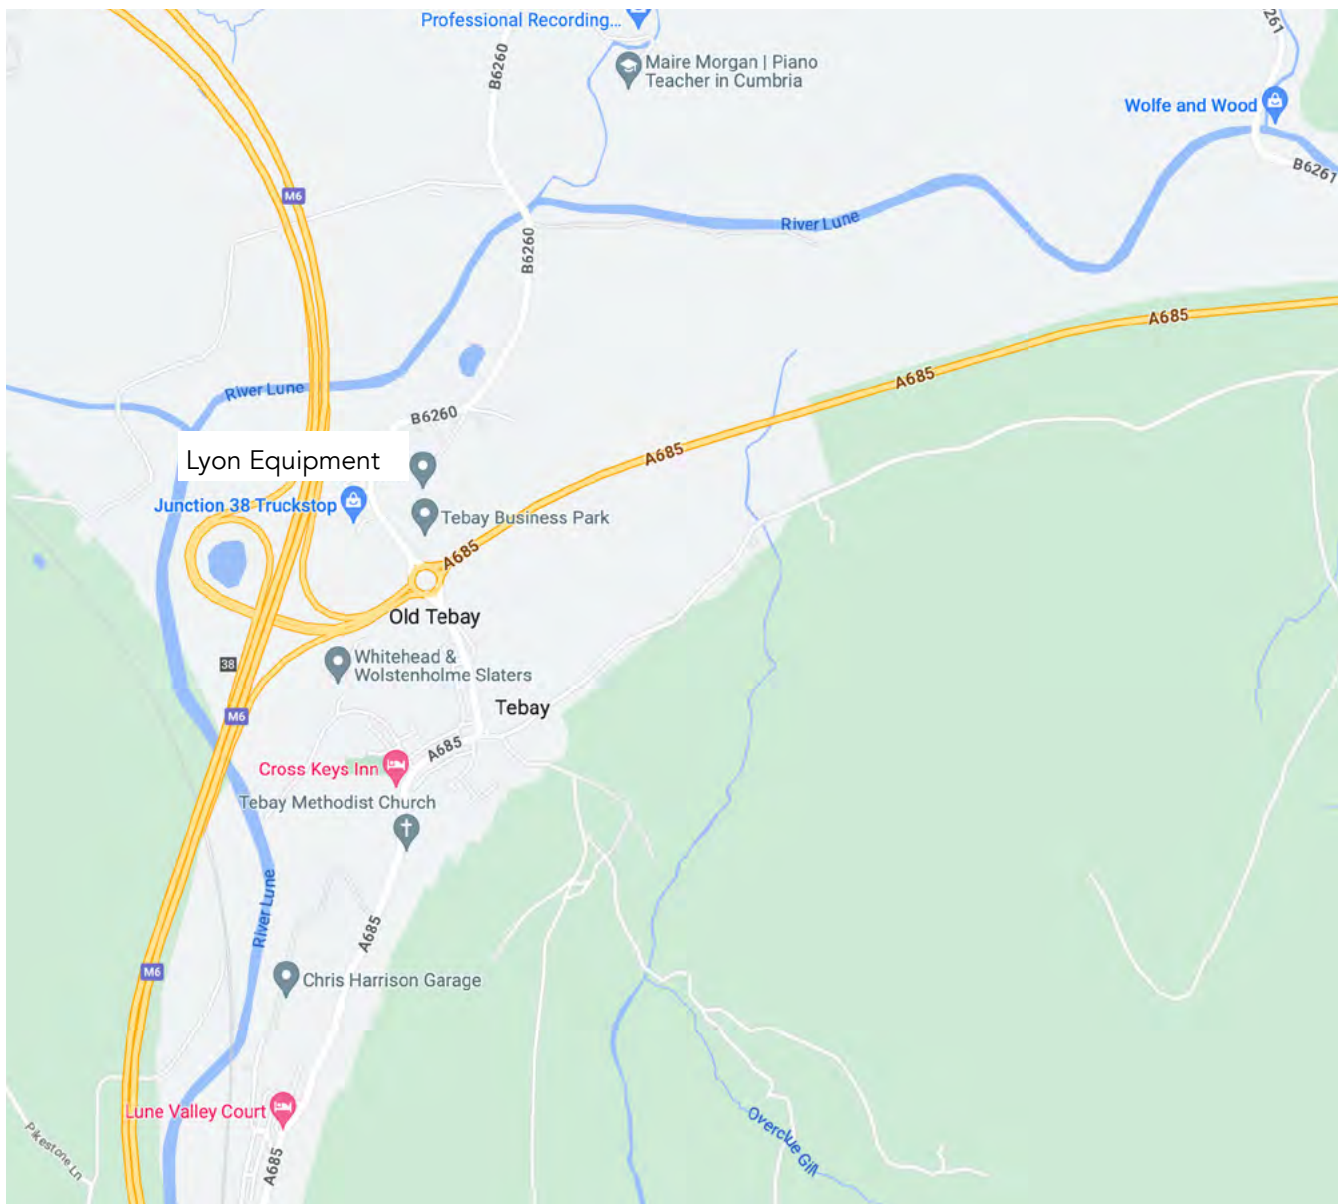 Professional Recording...
B6260
Maire Morgan | Piano
Teacher in Cumbria
261
Wolfe and Wood
B6261
M6
River Lune
B6260
A685
A685
River Lune
B6260
A685
Lyon Equipment
Junction 38 Truckstop
Tebay Business Park
A685
Old Tebay
38
Whitehead &
Wolstenholme Slaters
M6
Tebay
A685
Cross Keys Inn
Tebay Methodist Church
River Lune
A685
M6
Chris Harrison Garage
Lune Valley Court
Pikestone Ln
A685
Overclue Gill